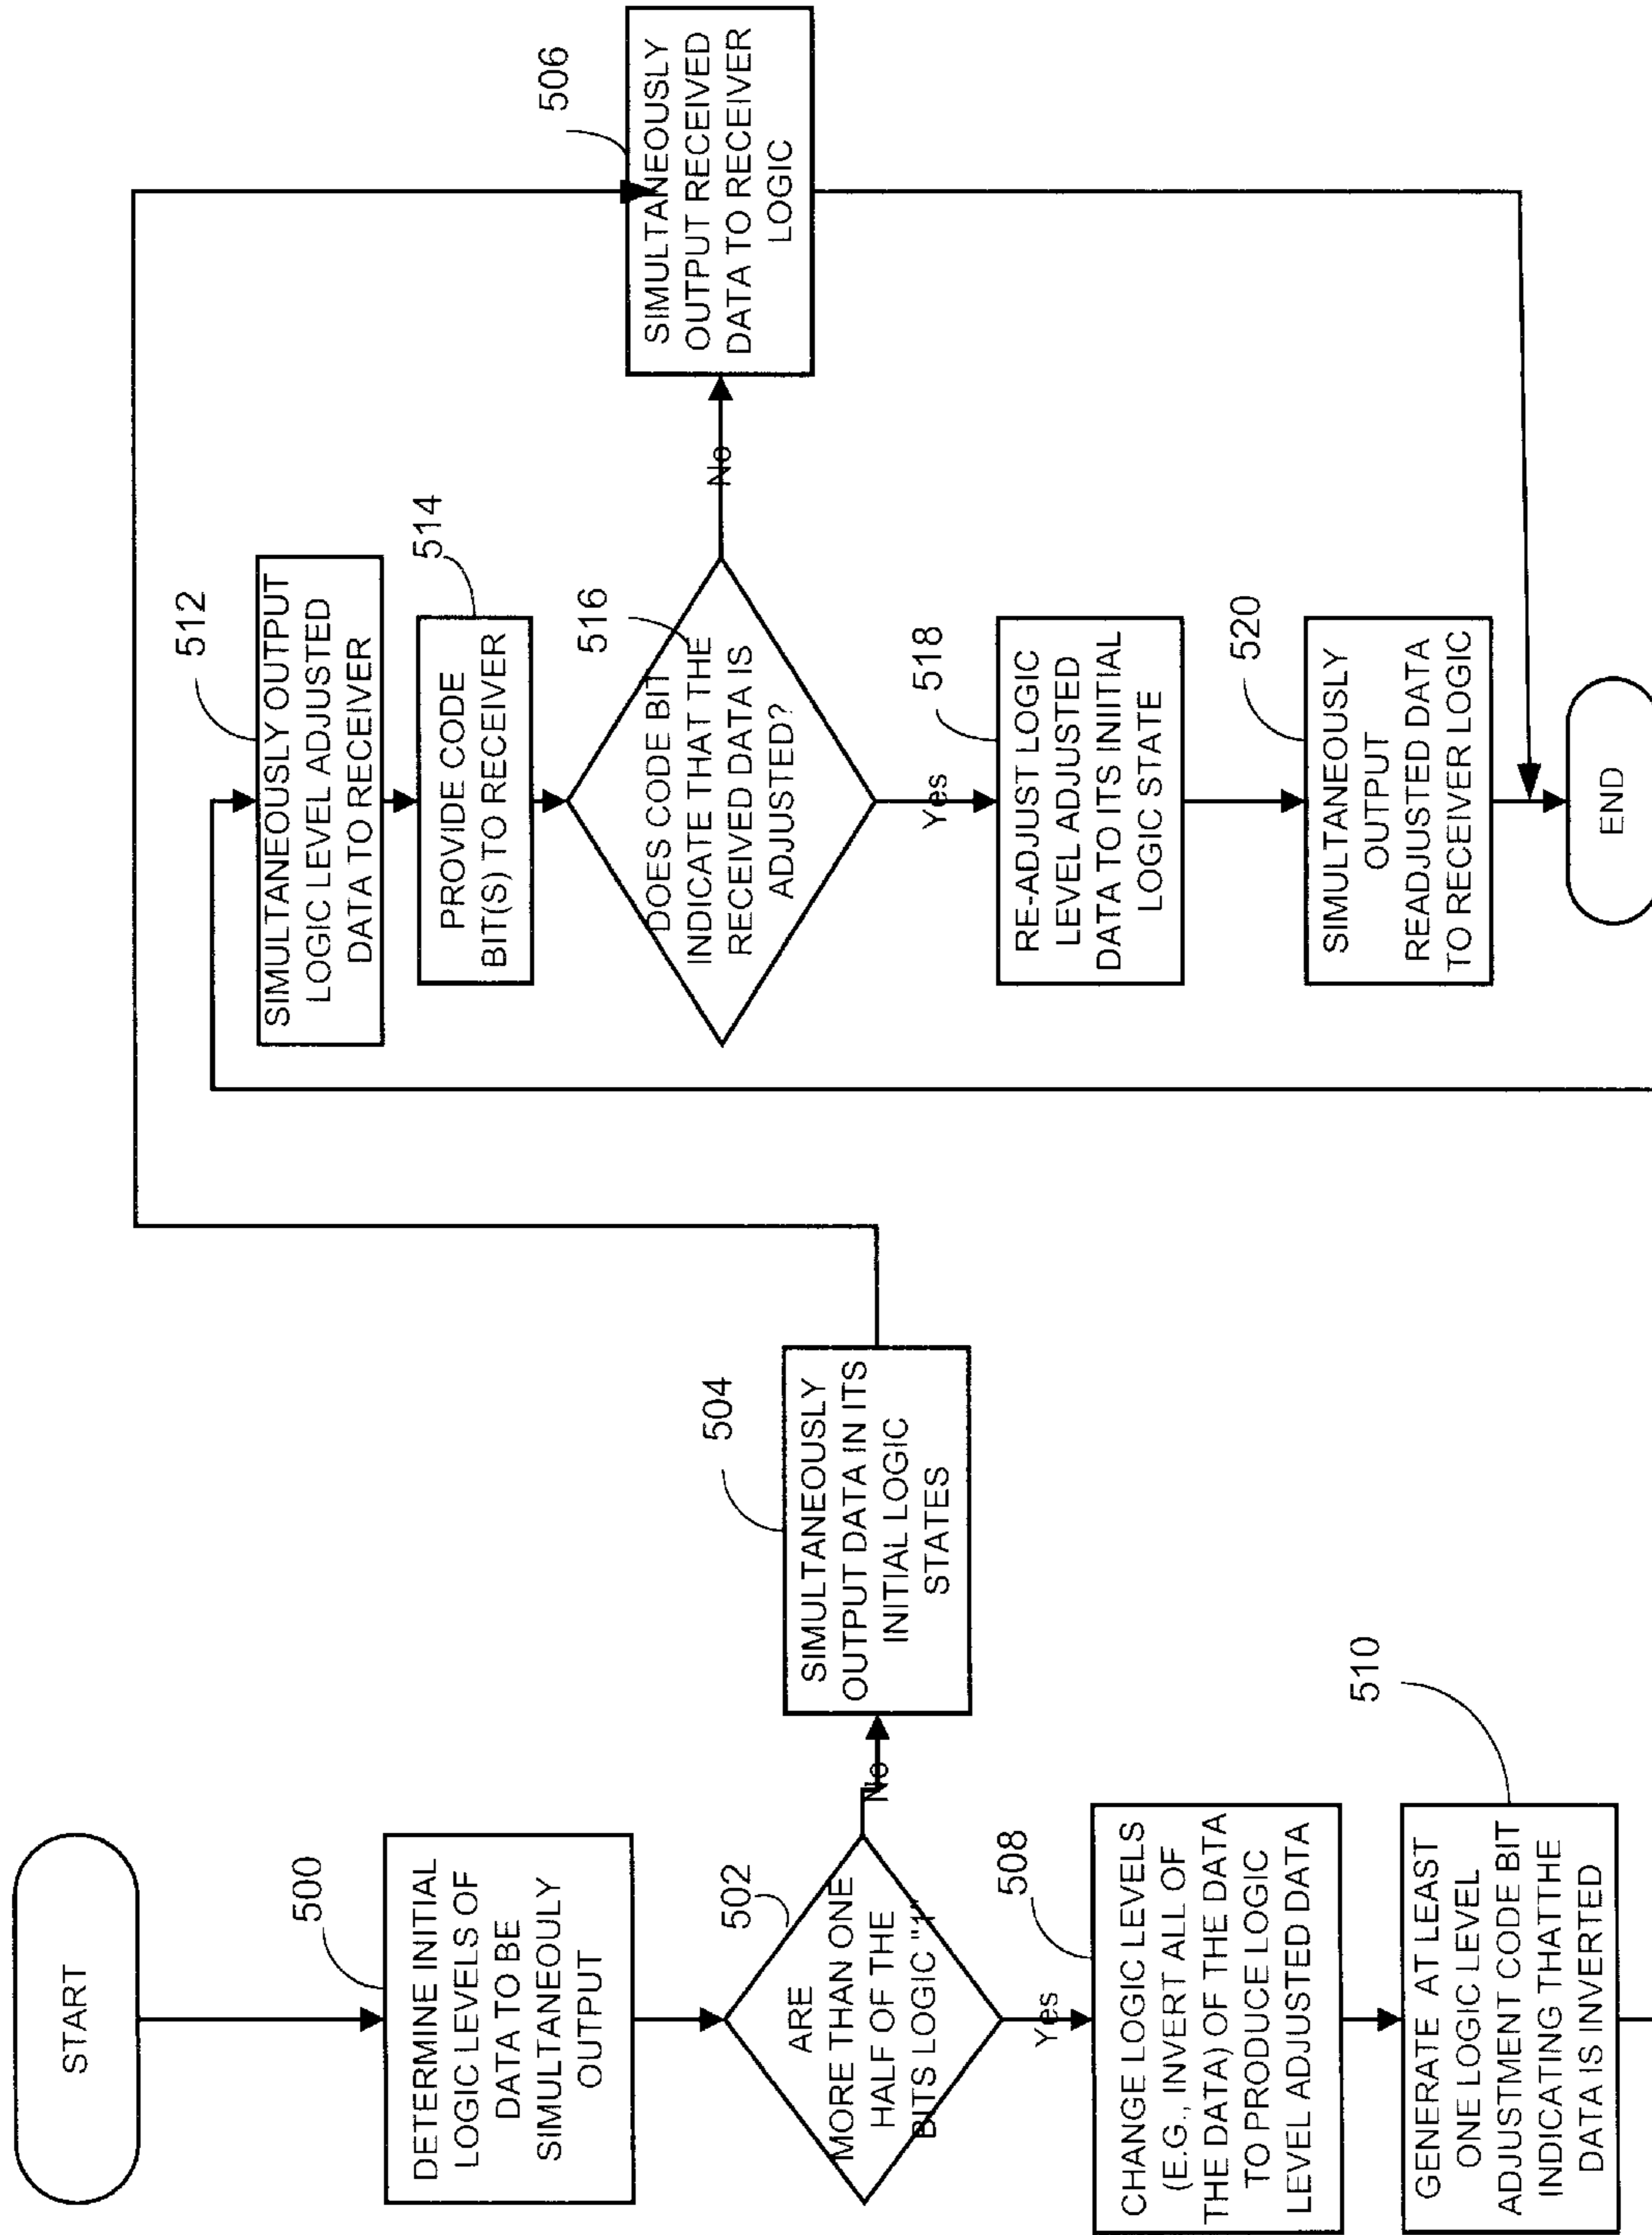 START
500
DETERMINE INITIAL
LOGIC LEVELS OF
DATA TO BE
SIMULTANEOULY
OUTPUT
502
ARE
MORE THAN ONE
HALF OF THE
BITS LOGIC "1"
No
Yes
504
SIMULTANEOUSLY
OUTPUT DATA IN ITS
INITIAL LOGIC
STATES
508
CHANGE LOGIC LEVELS
(E.G., INVERT ALL OF
THE DATA) OF THE DATA
TO PRODUCE LOGIC
LEVEL ADJUSTED DATA
510
GENERATE AT LEAST
ONE LOGIC LEVEL
ADJUSTMENT CODE BIT
INDICATING THATTHE
DATA IS INVERTED
512
SIMULTANEOUSLY OUTPUT
LOGIC LEVEL ADJUSTED
DATA TO RECEIVER
514
PROVIDE CODE
BIT(S) TO RECEIVER
516
DOES CODE BIT
INDICATE THAT THE
RECEIVED DATA IS
ADJUSTED?
No
Yes
506
SIMULTANEOUSLY
OUTPUT RECEIVED
DATA TO RECEIVER
LOGIC
518
RE-ADJUST LOGIC
LEVEL ADJUSTED
DATA TO ITS INIITIAL
LOGIC STATE
520
SIMULTANEOUSLY
OUTPUT
READJUSTED DATA
TO RECEIVER LOGIC
END